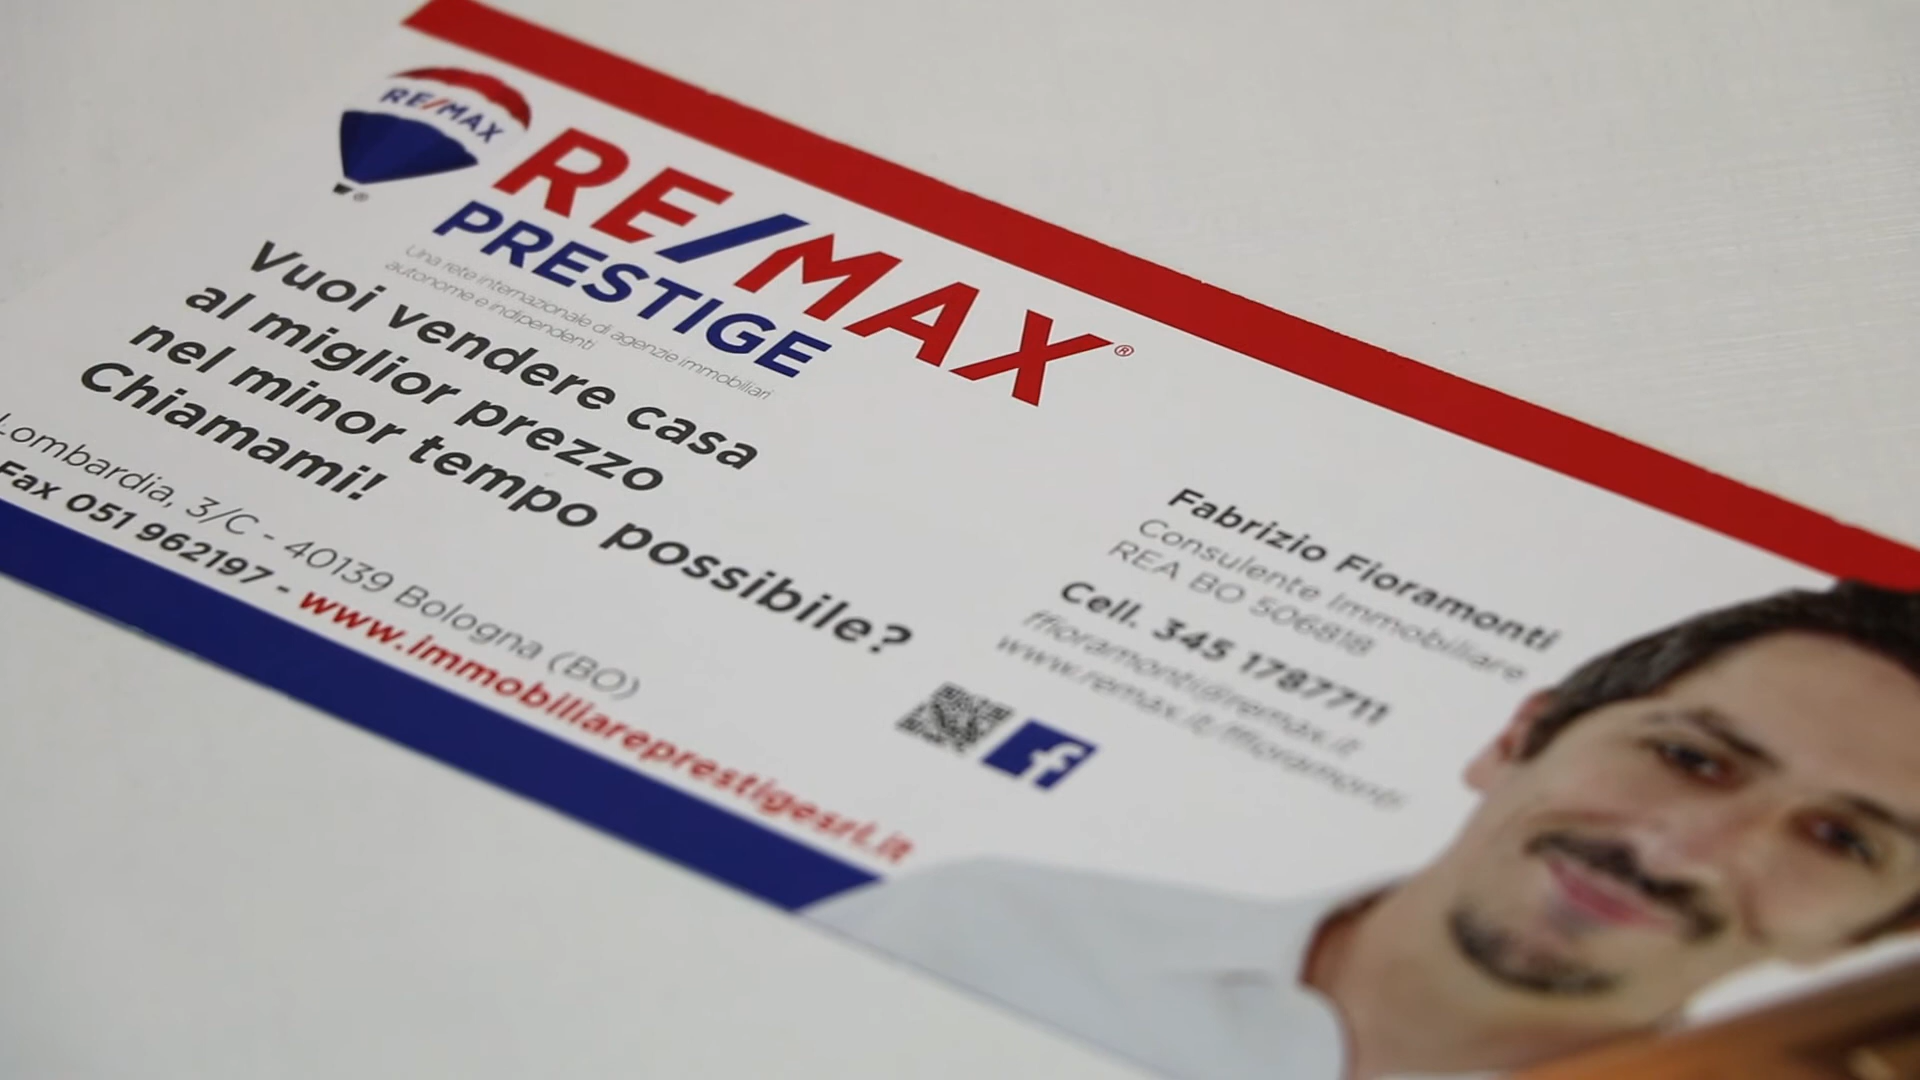 RE/MAX
RE/MAX®
PRESTIGE
Una rete internazionale di agenzie immobiliari
autonome e indipendenti
Vuoi vendere casa
al miglior prezzo
nel minor tempo possibile?
Chiamami!
Lombardia, 3/C - 40139 Bologna (BO)
Fax 051 962197 - www.immobiliareprestigesrl.it
Fabrizio Fioramonti
Consulente Immobiliare
REA BO 506818
Cell. 345 1787711
ffioramonti@remax.it
www.remax.it/ffioramonti